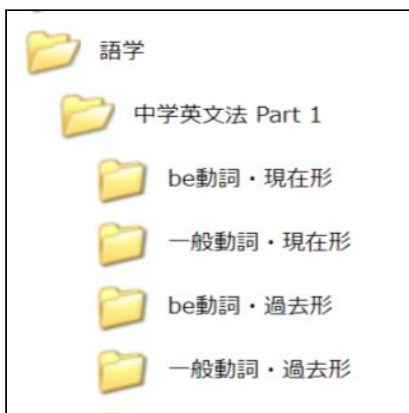 語学
中学英文法 Part 1
be動詞・現在形
一般動詞・現在形
be動詞・過去形
一般動詞・過去形